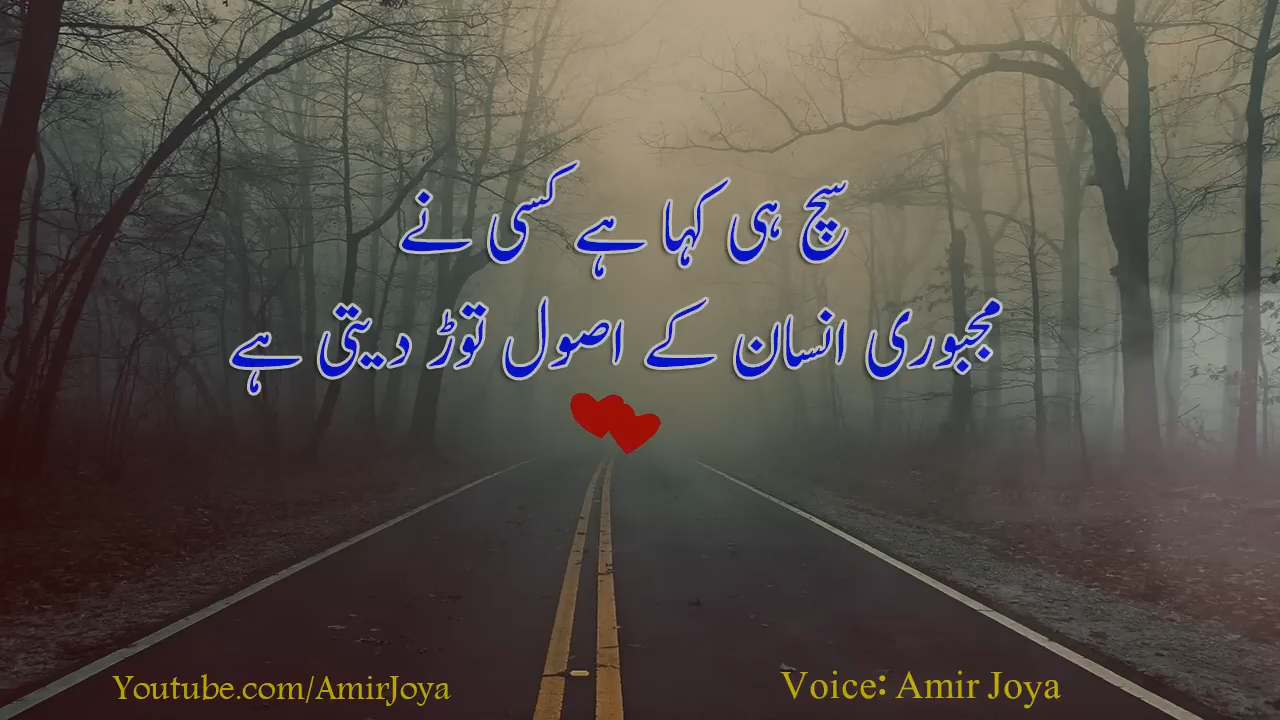 سچ ہی کہا ہے کسی نے
مجبوری انسان کے اصول توڑ دیتی ہے
Youtube.com/AmirJoya
Voice: Amir Joya